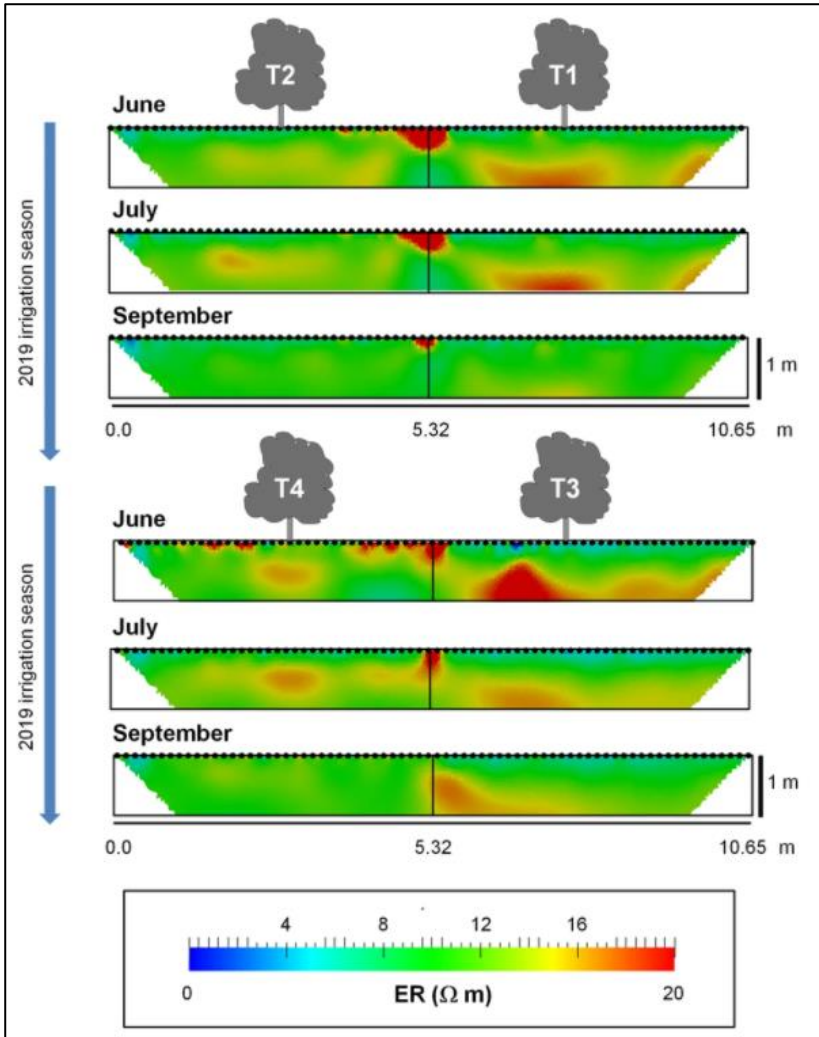 T2 T1
June
July
September
1 m
0.0 5.32 10.65 m
2019 irrigation season
T4 T3
June
July
September
1 m
0.0 5.32 10.65 m
2019 irrigation season
4 8 12 16
0 ER (Ω m) 20